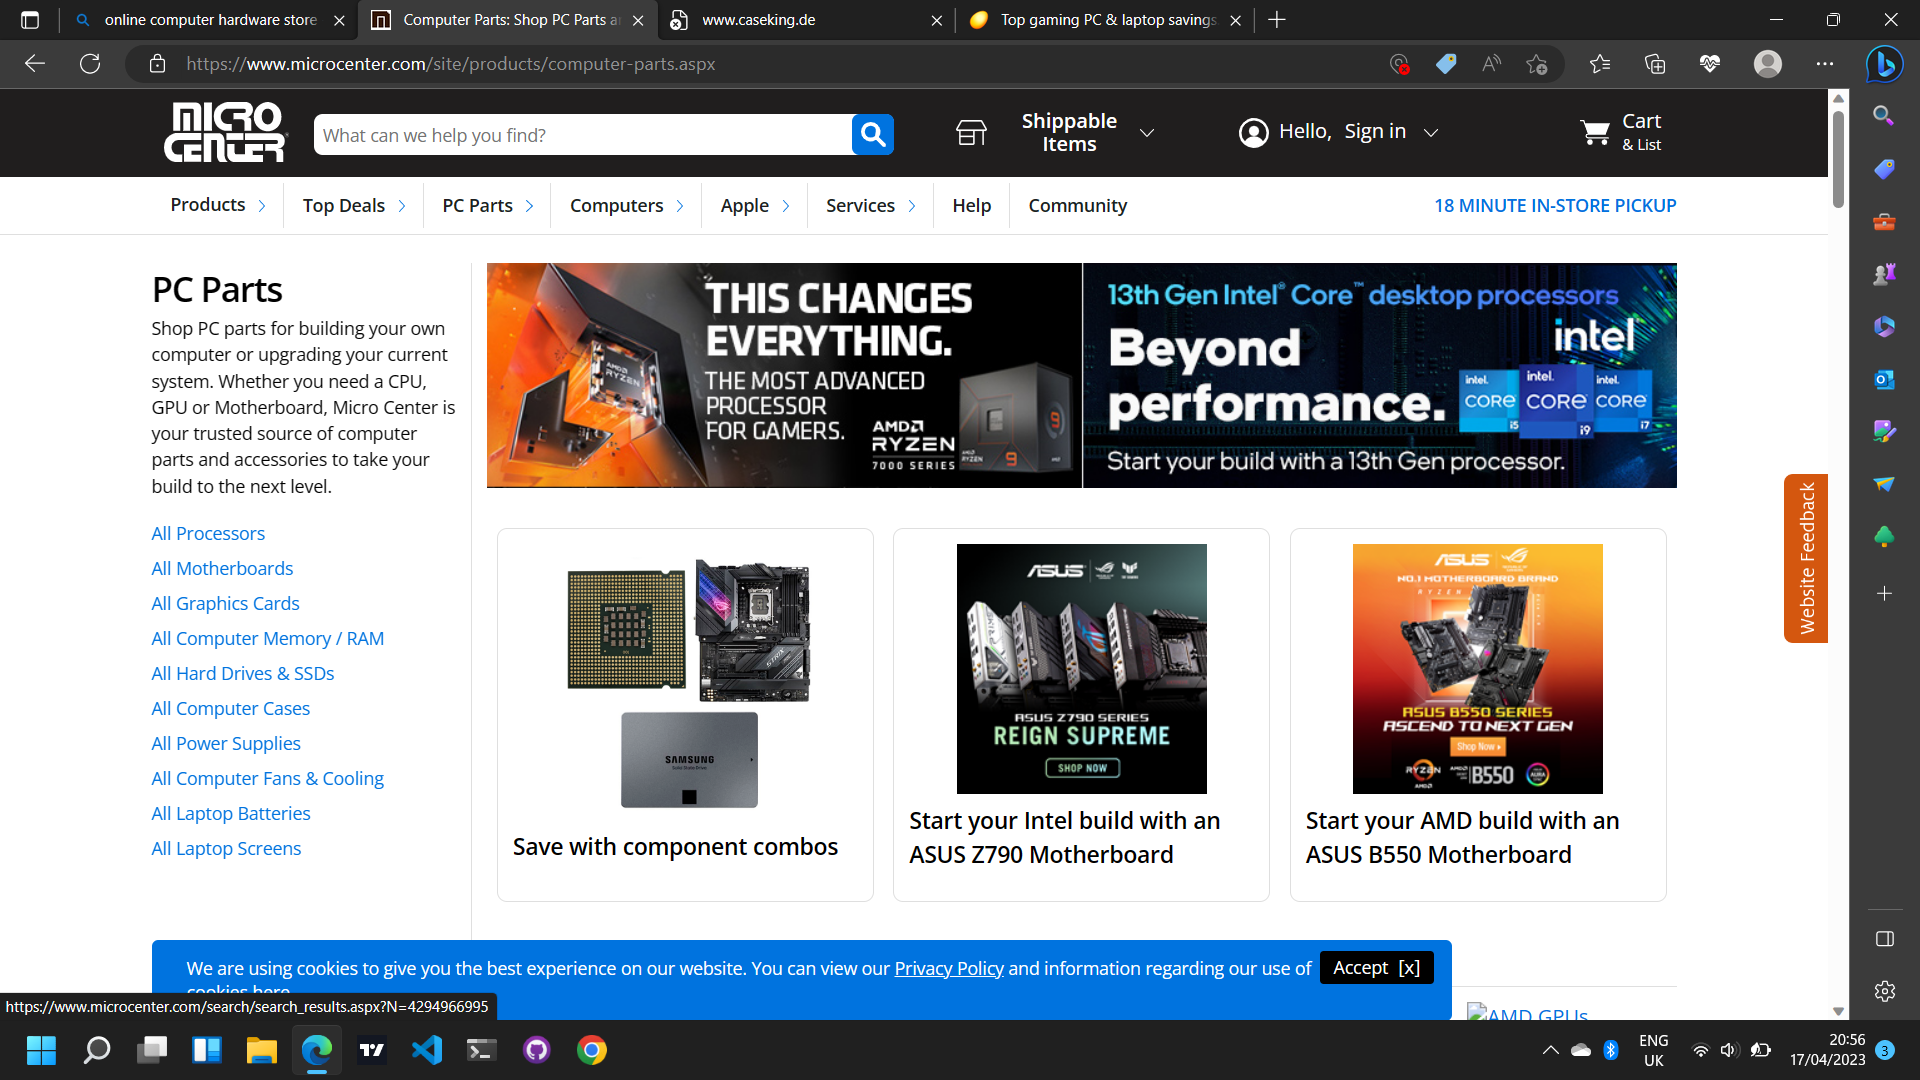 online computer hardware store
Computer Parts: Shop PC Parts a
www.caseking.de
Top gaming PC & laptop savings
https://www.microcenter.com/site/products/computer-parts.aspx
MICRO CENTER
What can we help you find?
Shippable Items
Hello, Sign in
Cart & List
Products
Top Deals
PC Parts
Computers
Apple
Services
Help
Community
18 MINUTE IN-STORE PICKUP
PC Parts
Shop PC parts for building your own
computer or upgrading your current
system. Whether you need a CPU,
GPU or Motherboard, Micro Center is
your trusted source of computer
parts and accessories to take your
build to the next level.
All Processors
All Motherboards
All Graphics Cards
All Computer Memory / RAM
All Hard Drives & SSDs
All Computer Cases
All Power Supplies
All Computer Fans & Cooling
All Laptop Batteries
All Laptop Screens
AMD RYZEN
THIS CHANGES
EVERYTHING.
THE MOST ADVANCED
PROCESSOR
FOR GAMERS.
AMD
RYZEN
7000 SERIES
AMD RYZEN 9
9
13th Gen Intel® Core™ desktop processors
Beyond
performance.
intel
intel. CORE i5
intel. CORE i9
intel. CORE i7
Start your build with a 13th Gen processor.
SAMSUNG
Solid State Drive
Save with component combos
ASUS
ASUS Z790 SERIES
REIGN SUPREME
SHOP NOW
Start your Intel build with an
ASUS Z790 Motherboard
ASUS
NO.1 MOTHERBOARD BRAND
RYZEN
ASUS B550 SERIES
ASCEND TO NEXT GEN
Shop Now
RYZEN
AMD
B550
AURA
Start your AMD build with an
ASUS B550 Motherboard
Website Feedback
We are using cookies to give you the best experience on our website. You can view our Privacy Policy and information regarding our use of
cookies here
Accept [x]
https://www.microcenter.com/search/search_results.aspx?N=4294966995
AMD GPUs
ENG
UK
20:56
17/04/2023
3